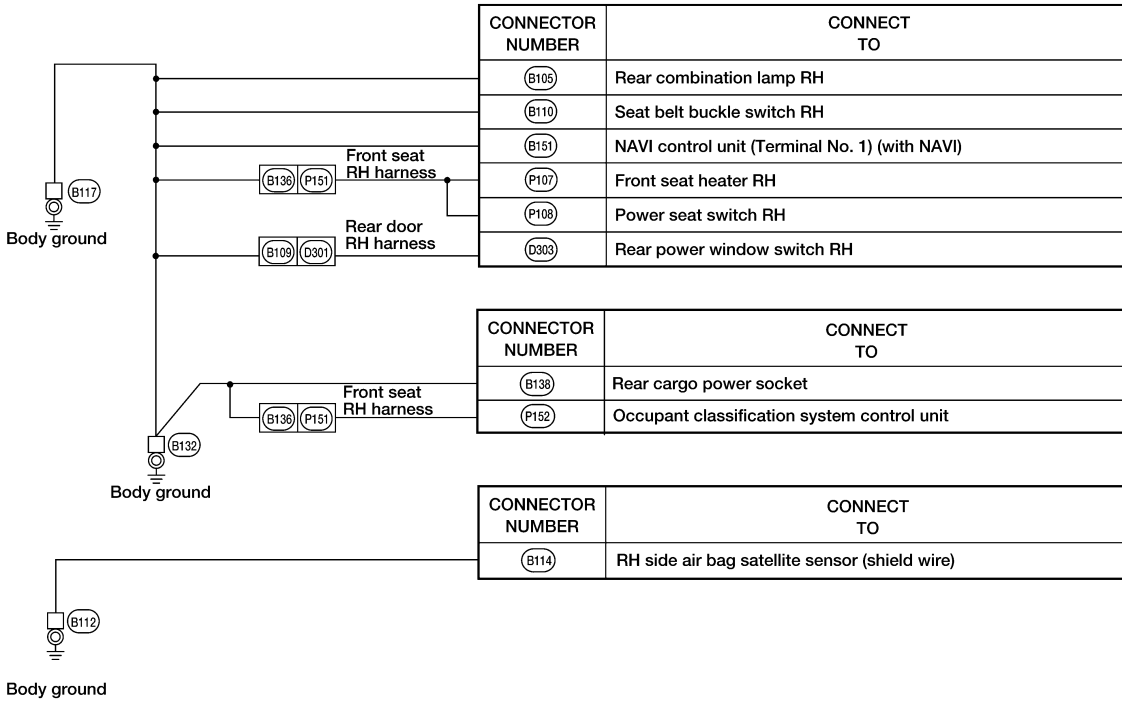 CONNECTOR NUMBER
CONNECT TO
B105
Rear combination lamp RH
B110
Seat belt buckle switch RH
B151
NAVI control unit (Terminal No. 1) (with NAVI)
Front seat
RH harness
B136 P151
P107
Front seat heater RH
P108
Power seat switch RH
B117
Body ground
Rear door
RH harness
B109 D301
D303
Rear power window switch RH
CONNECTOR NUMBER
CONNECT TO
B138
Rear cargo power socket
Front seat
RH harness
B136 P151
P152
Occupant classification system control unit
B132
Body ground
CONNECTOR NUMBER
CONNECT TO
B114
RH side air bag satellite sensor (shield wire)
B112
Body ground